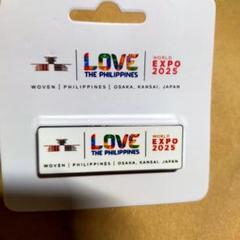 LOVE
THE PHILIPPINES
WORLD
EXPO
2025
WOVEN | PHILIPPINES | OSAKA, KANSAI, JAPAN
LOVE
THE PHILIPPINES
WORLD
EXPO
2025
WOVEN | PHILIPPINES | OSAKA, KANSAI, JAPAN